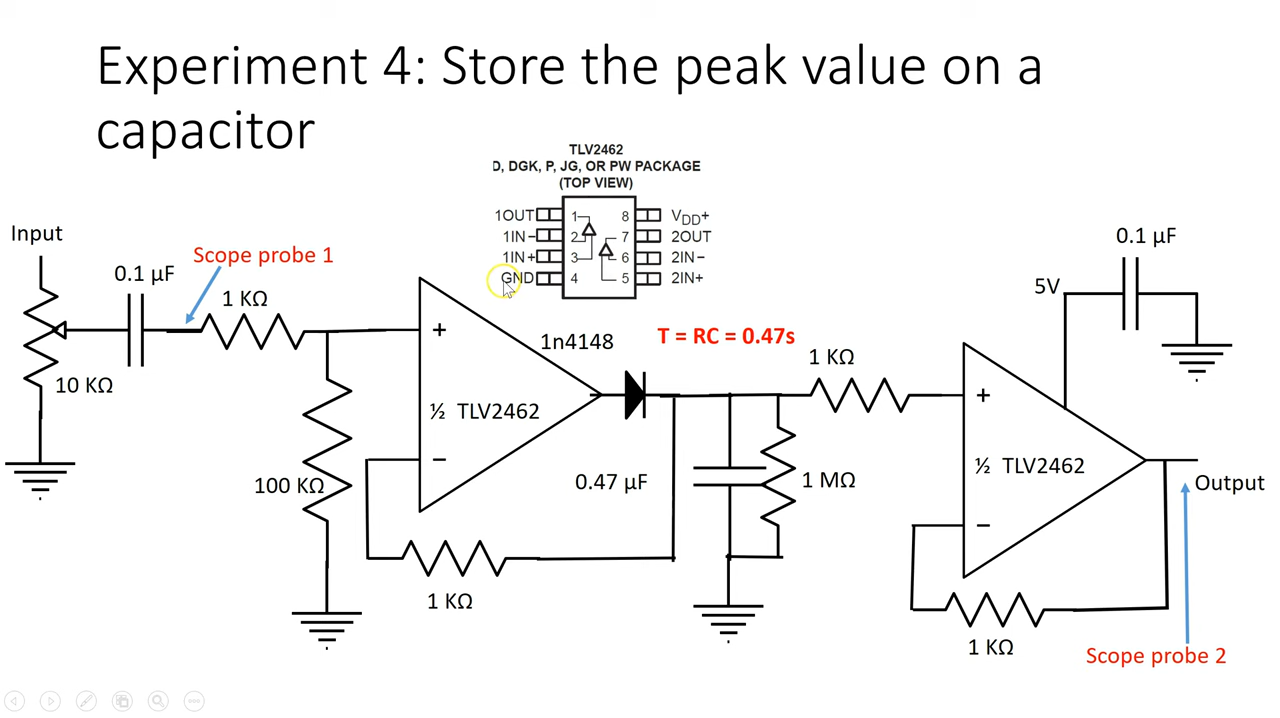 Experiment 4: Store the peak value on a
capacitor
TLV2462
D, DGK, P, JG, OR PW PACKAGE
(TOP VIEW)
1OUT 1 8 VDD+
1IN− 2 7 2OUT
1IN+ 3 6 2IN−
GND 4 5 2IN+
Input
Scope probe 1
0.1 µF
1 KΩ
10 KΩ
100 KΩ
+
½ TLV2462
−
1 KΩ
1n4148
T = RC = 0.47s
0.47 µF
1 MΩ
1 KΩ
5V
0.1 µF
+
½ TLV2462
−
1 KΩ
Output
Scope probe 2